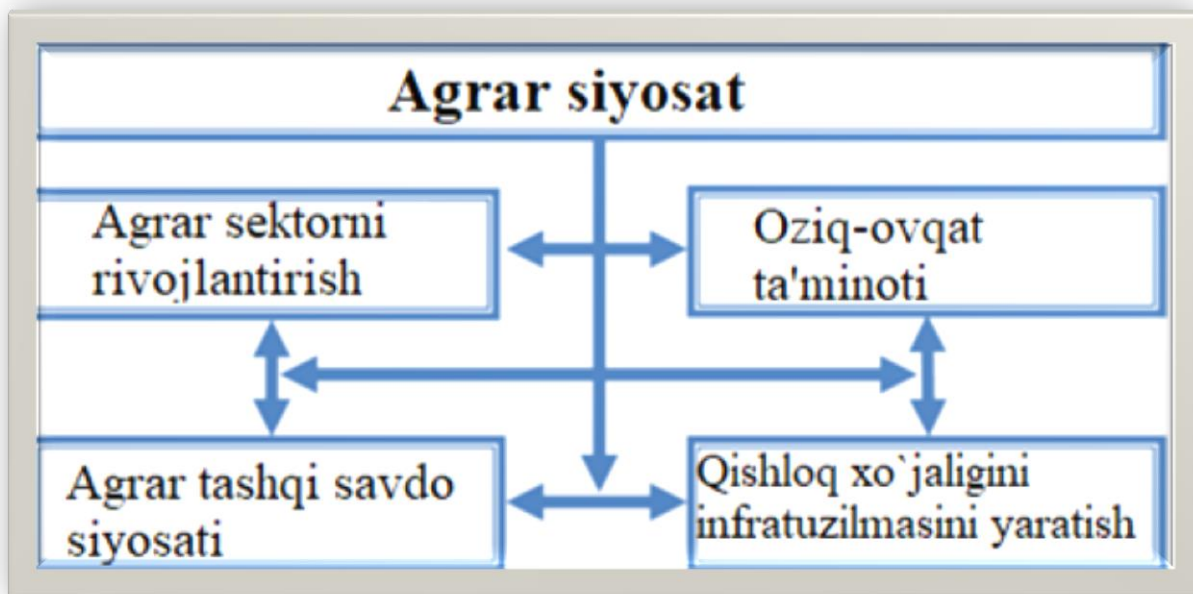 Agrar siyosat
Agrar sektorni
rivojlantirish
Oziq-ovqat
ta'minoti
Agrar tashqi savdo
siyosati
Qishloq xo`jaligini
infratuzilmasini yaratish